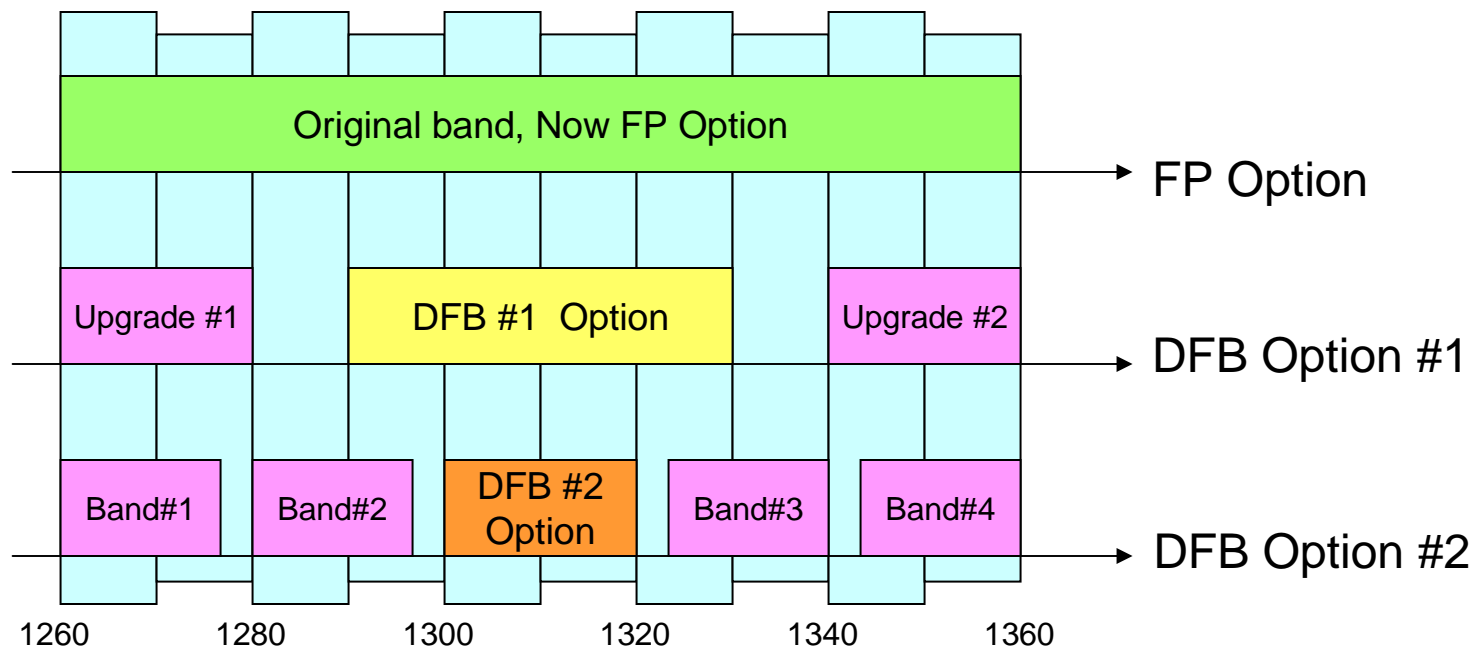 Original band, Now FP Option
FP Option
Upgrade #1
DFB #1 Option
Upgrade #2
DFB Option #1
Band#1
Band#2
DFB #2
Option
Band#3
Band#4
DFB Option #2
1260
1280
1300
1320
1340
1360